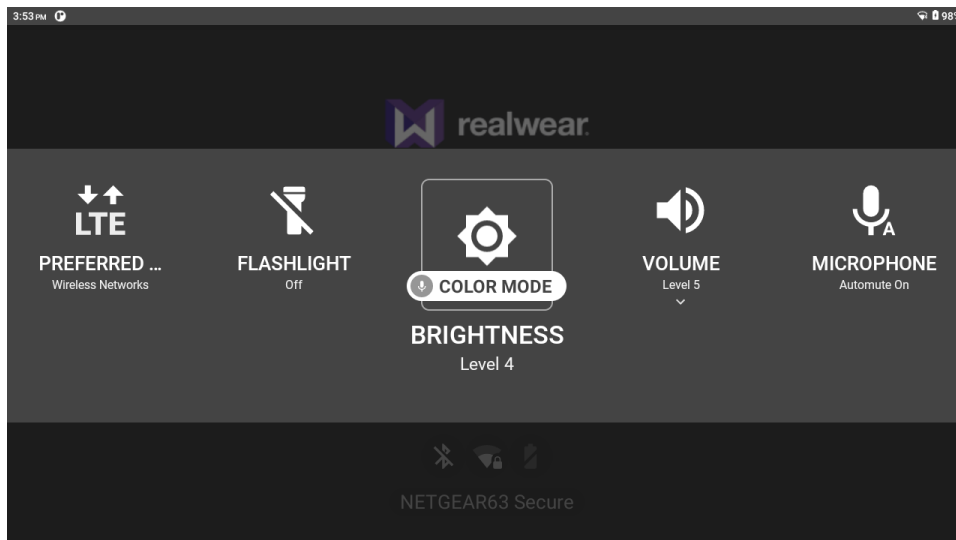 3:53 PM
98%
realwear
LTE
PREFERRED ...
Wireless Networks
FLASHLIGHT
Off
COLOR MODE
BRIGHTNESS
Level 4
VOLUME
Level 5
A
MICROPHONE
Automute On
NETGEAR63 Secure